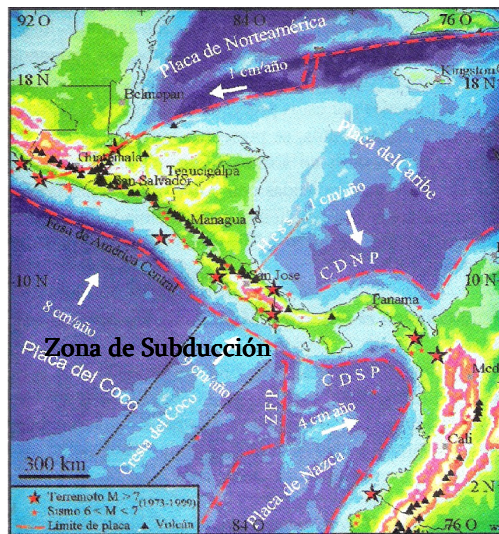 92 O
84 O
76 O
Placa de Norteamérica
1 cm/año
18 N
Kingston
18 N
Belmopan
Placa del Caribe
Guatemala
Tegucigalpa
San Salvador
Managua
H E S S
1 cm/año
Fosa de América Central
San Jose
C D N P
10 N
10 N
Panama
8 cm/año
Zona de Subducción
Placa del Coco
cm/año
Cresta del Coco
C D S P
Z F P
4 cm/año
Med
Cali
Placa de Nazca
300 km
2 N
Terremoto M > 7
(1973-1999)
Sismo 6 < M < 7
Límite de placa
Volcán
84 O
76 O